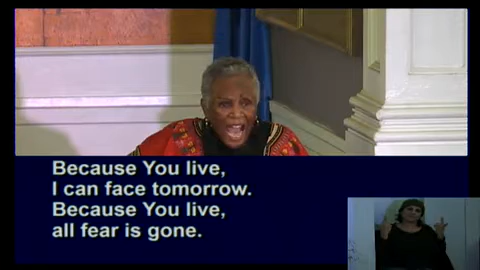 Because You live,
I can face tomorrow.
Because You live,
all fear is gone.